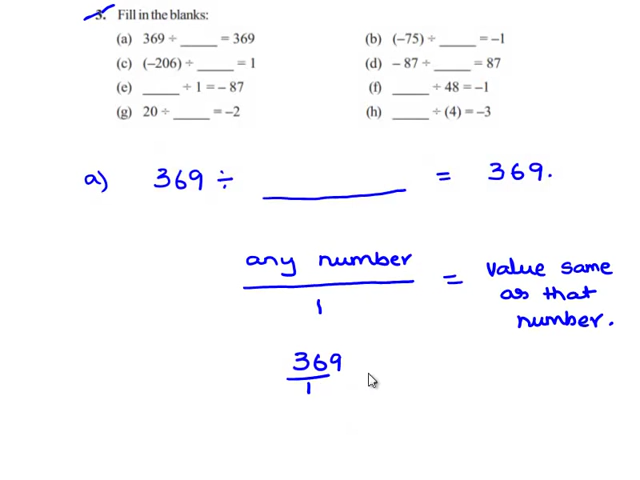 3. Fill in the blanks:
(a) 369 ÷ _____ = 369 (b) (–75) ÷ _____ = –1
(c) (–206) ÷ _____ = 1 (d) – 87 ÷ _____ = 87
(e) _____ ÷ 1 = – 87 (f) _____ ÷ 48 = –1
(g) 20 ÷ _____ = –2 (h) _____ ÷ (4) = –3
a) 369 ÷ _____ = 369.
any number / 1 = value same
as that
number.
369
1